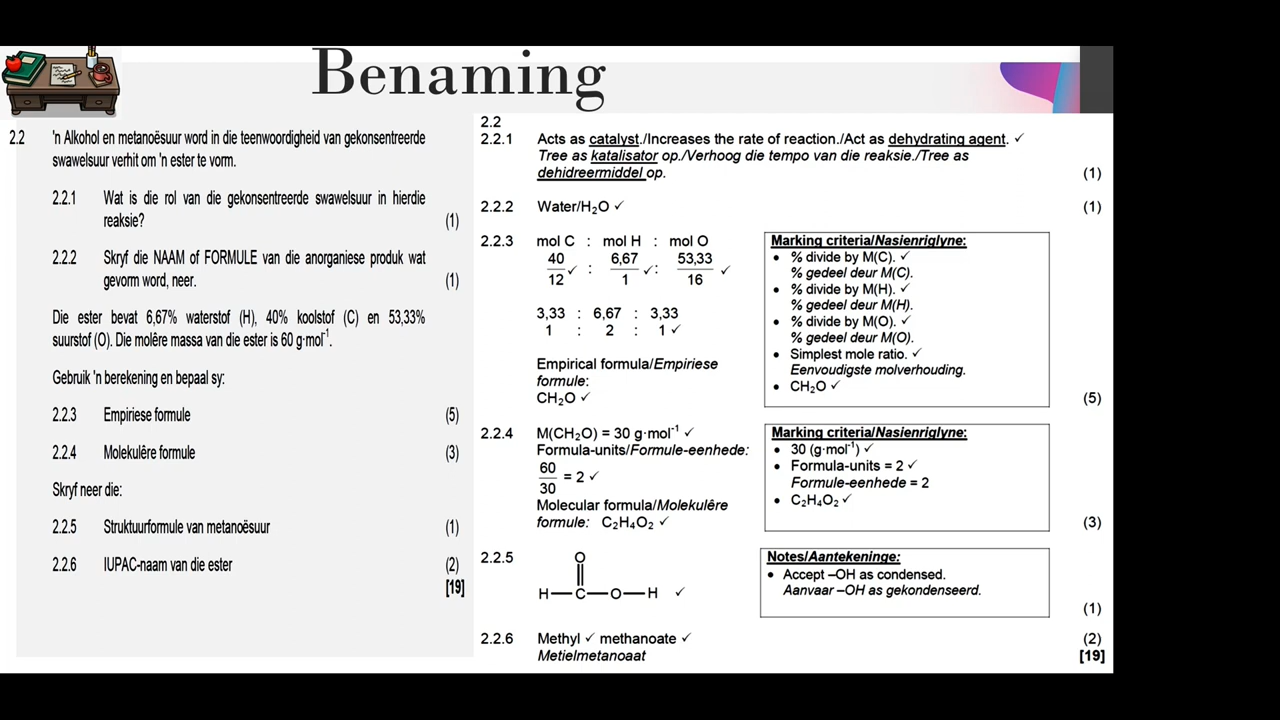 Benaming
2.2 'n Alkohol en metanoësuur word in die teenwoordigheid van gekonsentreerde
swawelsuur verhit om 'n ester te vorm.
2.2.1 Wat is die rol van die gekonsentreerde swawelsuur in hierdie
reaksie? (1)
2.2.2 Skryf die NAAM of FORMULE van die anorganiese produk wat
gevorm word, neer. (1)
Die ester bevat 6,67% waterstof (H), 40% koolstof (C) en 53,33%
suurstof (O). Die molêre massa van die ester is 60 g·mol⁻¹.
Gebruik 'n berekening en bepaal sy:
2.2.3 Empiriese formule (5)
2.2.4 Molekulêre formule (3)
Skryf neer die:
2.2.5 Struktuurformule van metanoësuur (1)
2.2.6 IUPAC-naam van die ester (2)
[19]
2.2
2.2.1 Acts as catalyst./Increases the rate of reaction./Act as dehydrating agent. ✓
Tree as katalisator op./Verhoog die tempo van die reaksie./Tree as
dehidreermiddel op. (1)
2.2.2 Water/H₂O ✓ (1)
2.2.3 mol C : mol H : mol O
40 6,67 53,33
✓ : ✓ : ✓
12 1 16
3,33 : 6,67 : 3,33
1 : 2 : 1 ✓
Empirical formula/Empiriese
formule:
CH₂O ✓
Marking criteria/Nasienriglyne:
• % divide by M(C). ✓
% gedeel deur M(C).
• % divide by M(H). ✓
% gedeel deur M(H).
• % divide by M(O). ✓
% gedeel deur M(O).
• Simplest mole ratio. ✓
Eenvoudigste molverhouding.
• CH₂O ✓
(5)
2.2.4 M(CH₂O) = 30 g·mol⁻¹ ✓
Formula-units/Formule-eenhede:
60
= 2 ✓
30
Molecular formula/Molekulêre
formule: C₂H₄O₂ ✓
Marking criteria/Nasienriglyne:
• 30 (g·mol⁻¹) ✓
• Formula-units = 2 ✓
Formule-eenhede = 2
• C₂H₄O₂ ✓
(3)
2.2.5 O
H—C—O—H ✓
Notes/Aantekeninge:
• Accept –OH as condensed.
Aanvaar –OH as gekondenseerd.
(1)
2.2.6 Methyl ✓ methanoate ✓ (2)
Metielmetanoaat [19]